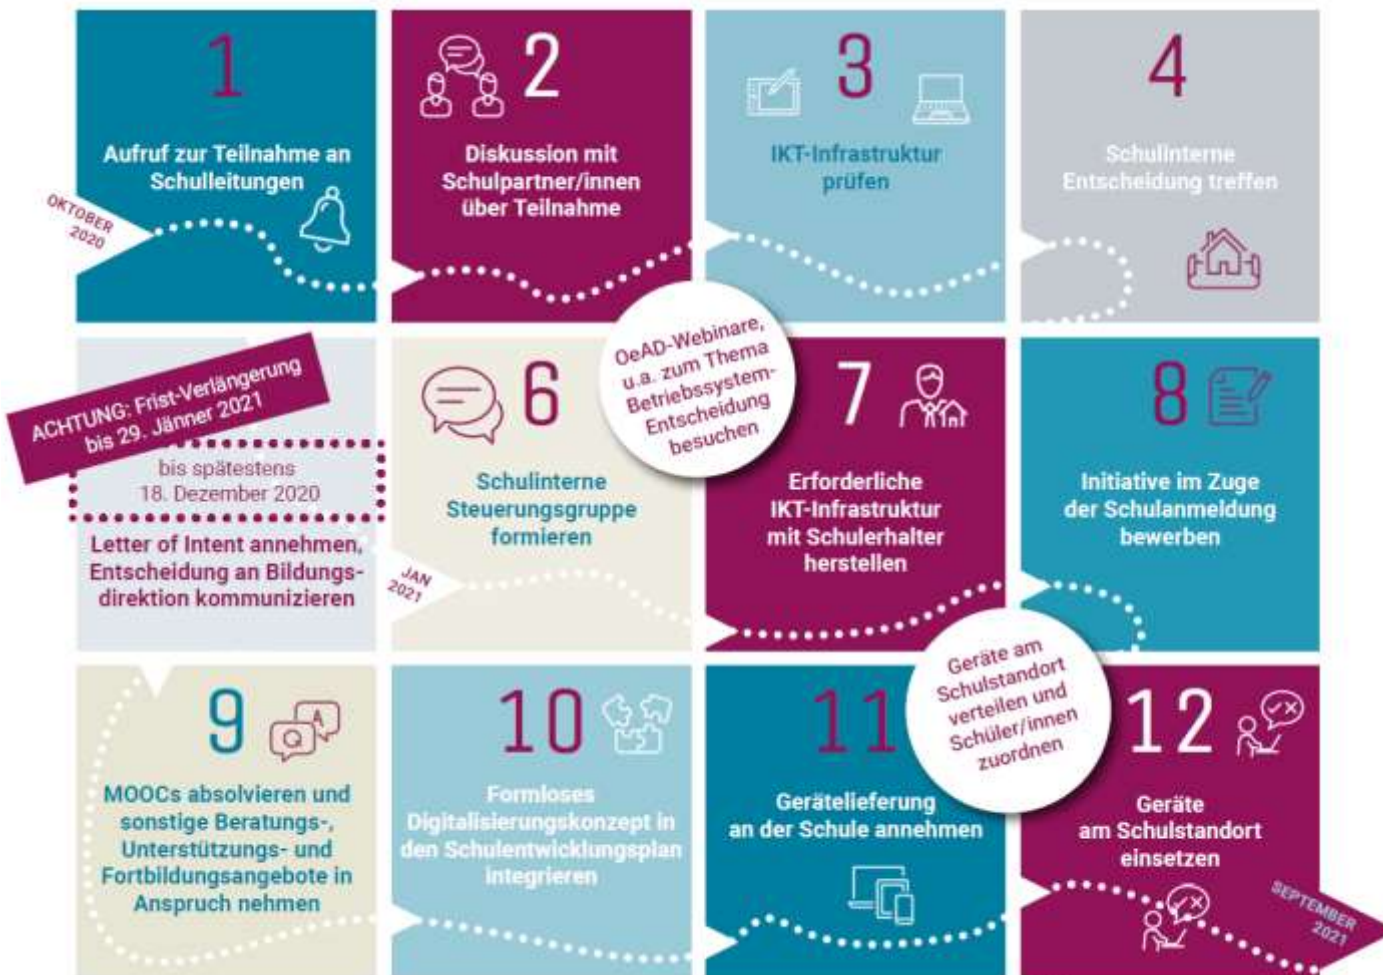 1
Aufruf zur Teilnahme an
Schulleitungen
OKTOBER
2020
2
Diskussion mit
Schulpartner/innen
über Teilnahme
3
IKT-Infrastruktur
prüfen
4
Schulinterne
Entscheidung treffen
ACHTUNG: Frist-Verlängerung
bis 29. Jänner 2021
bis spätestens
18. Dezember 2020
Letter of Intent annehmen,
Entscheidung an Bildungs-
direktion kommunizieren
JAN
2021
6
Schulinterne
Steuerungsgruppe
formieren
OeAD-Webinare,
u.a. zum Thema
Betriebssystem-
Entscheidung
besuchen
7
Erforderliche
IKT-Infrastruktur
mit Schulerhalter
herstellen
8
Initiative im Zuge
der Schulanmeldung
bewerben
9
Q
A
MOOCs absolvieren und
sonstige Beratungs-,
Unterstützungs- und
Fortbildungsangebote in
Anspruch nehmen
10
Formloses
Digitalisierungskonzept in
den Schulentwicklungsplan
integrieren
11
Gerätelieferung
an der Schule annehmen
Geräte am
Schulstandort
verteilen und
Schüler/innen
zuordnen
12
Geräte
am Schulstandort
einsetzen
SEPTEMBER
2021